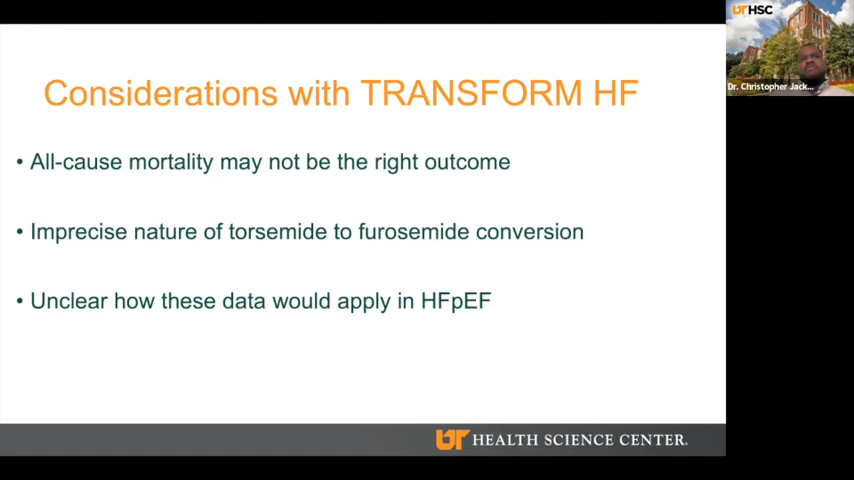 UTHSC
Dr. Christopher Jack...
Considerations with TRANSFORM HF
• All-cause mortality may not be the right outcome
• Imprecise nature of torsemide to furosemide conversion
• Unclear how these data would apply in HFpEF
UT HEALTH SCIENCE CENTER.